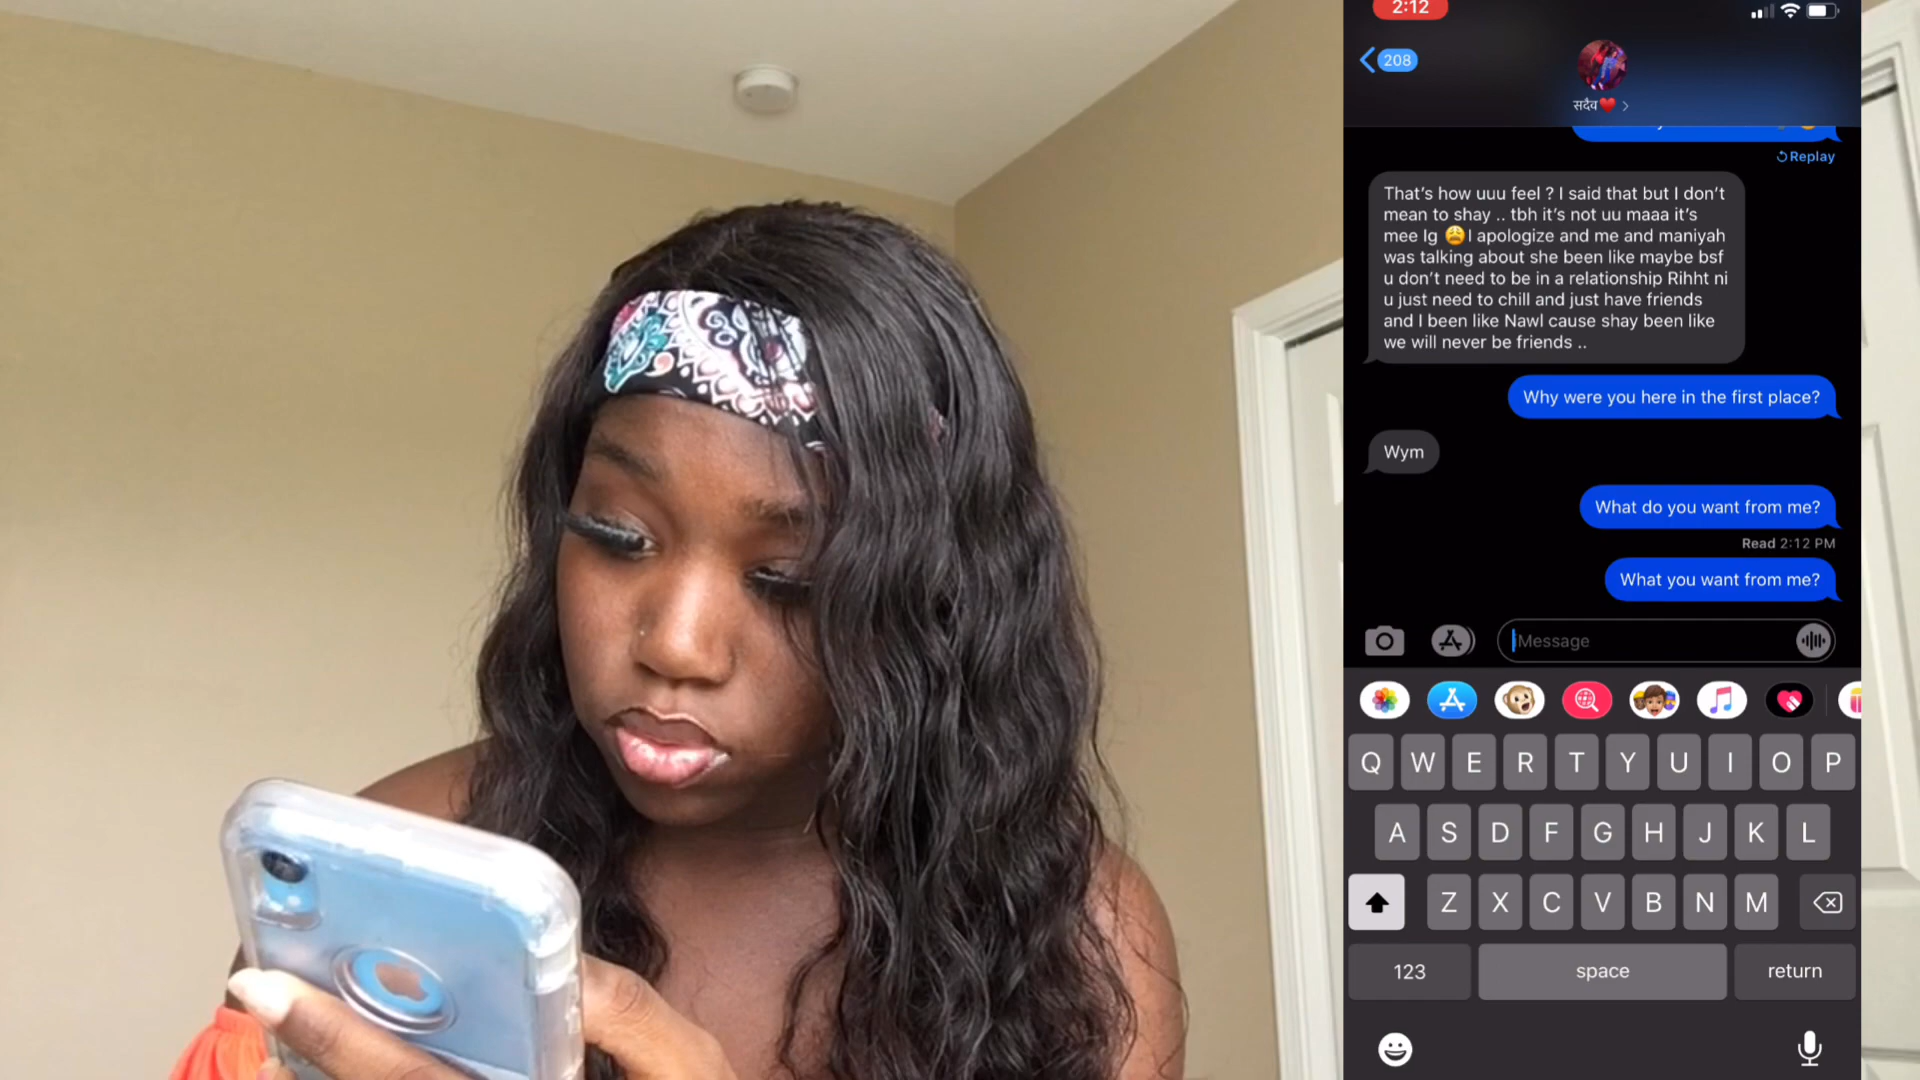 2:12
208
सदैव❤️ >
Replay
That's how uuu feel ? I said that but I don't
mean to shay .. tbh it's not uu maaa it's
mee Ig 😩I apologize and me and maniyah
was talking about she been like maybe bsf
u don't need to be in a relationship Rihht ni
u just need to chill and just have friends
and I been like Nawl cause shay been like
we will never be friends ..
Why were you here in the first place?
Wym
What do you want from me?
Read 2:12 PM
What you want from me?
Message
Q W E R T Y U I O P
A S D F G H J K L
Z X C V B N M
123 space return